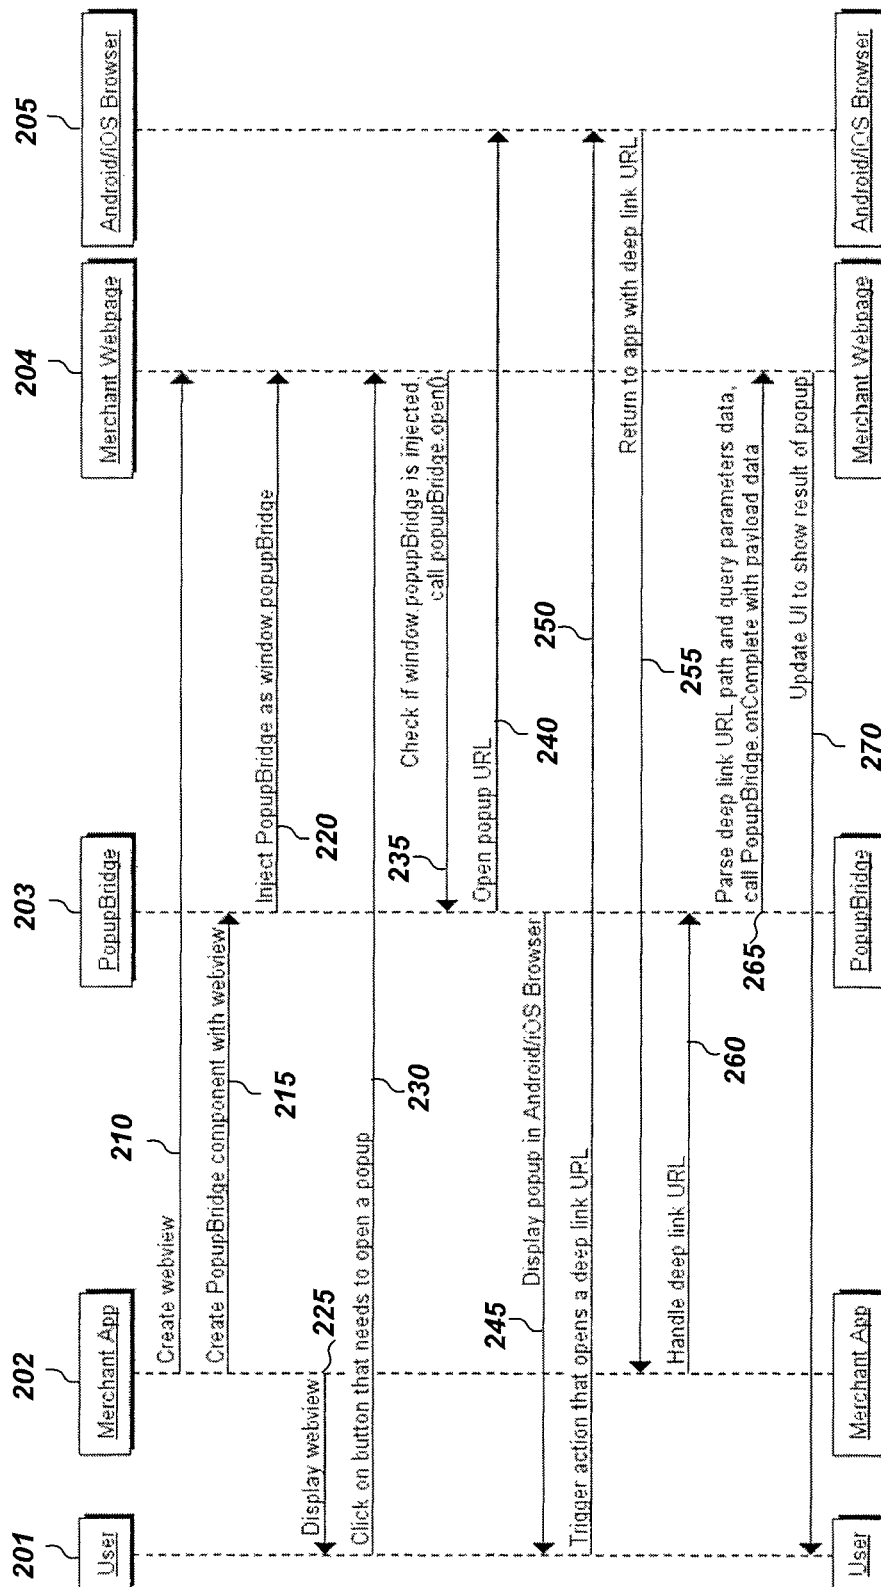 201
202
203
204
205
User
Merchant App
PopupBridge
Merchant Webpage
Android/iOS Browser
Create webview
210
Create PopupBridge component with webview
215
Inject PopupBridge as window.popupBridge
220
Display webview
225
Click on button that needs to open a popup
230
Check if window.popupBridge is injected,
call popupBridge.open()
235
Open popup URL
240
Display popup in Android/iOS Browser
245
Trigger action that opens a deep link URL
250
Return to app with deep link URL
255
Handle deep link URL
260
Parse deep link URL path and query parameters data,
call PopupBridge.onComplete with payload data
265
Update UI to show result of popup
270
User
Merchant App
PopupBridge
Merchant Webpage
Android/iOS Browser